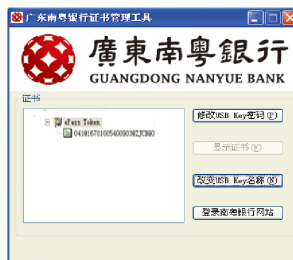 广东南粤银行证书管理工具
廣東南粤銀行
GUANGDONG NANYUE BANK
证书
ePass Token
修改USB Key密码(P)
显示证书(V)
改变USB Key名称(N)
登录南粤银行网站